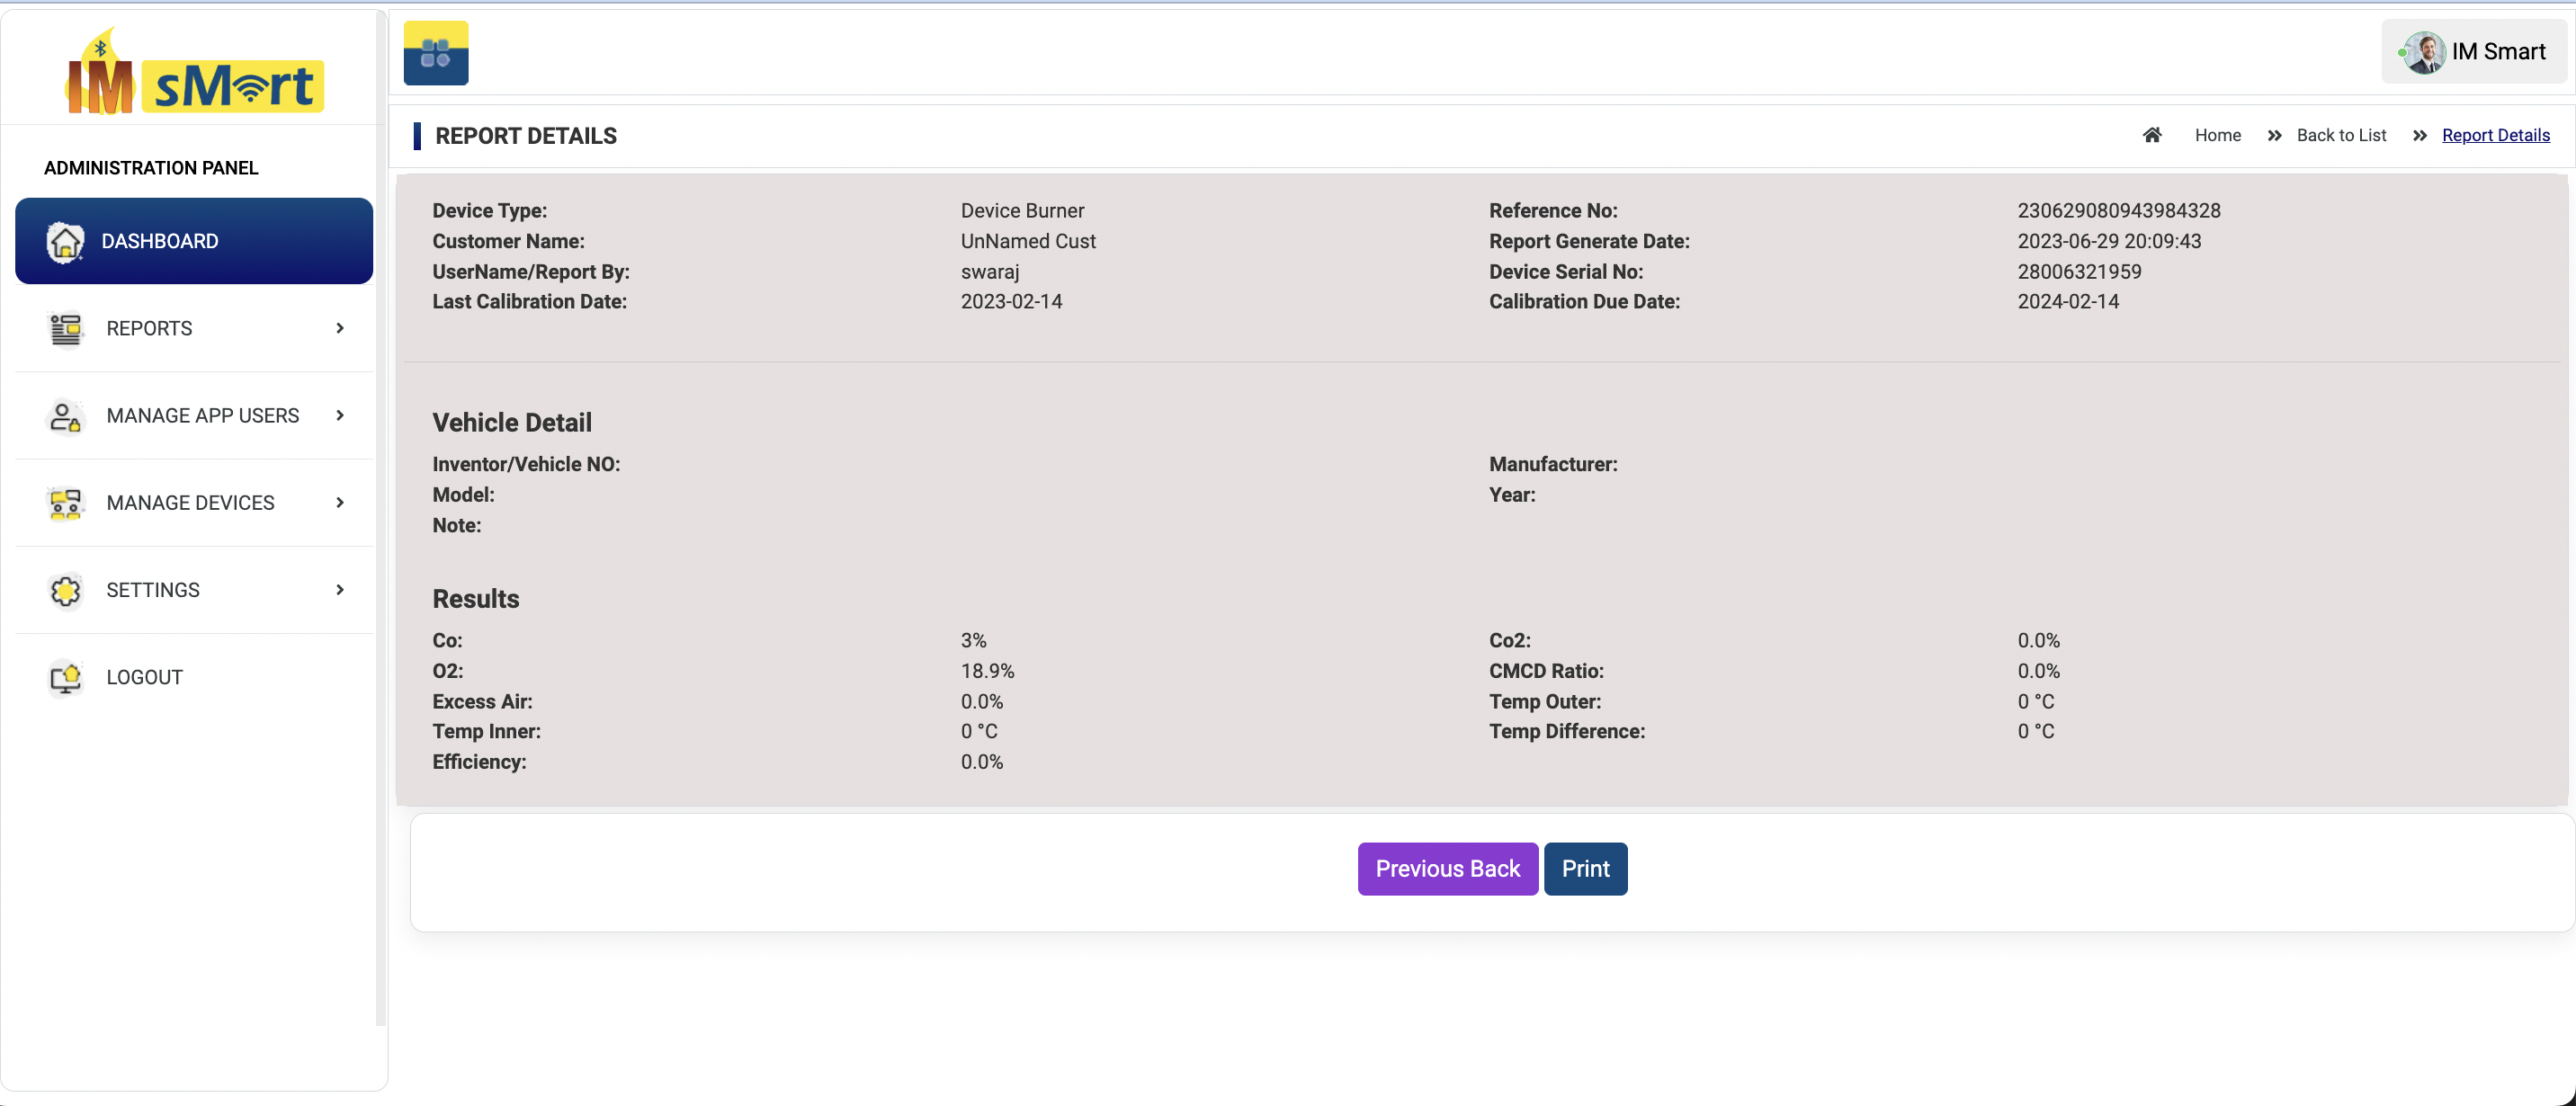 IM sMart
IM Smart
ADMINISTRATION PANEL
DASHBOARD
REPORTS
MANAGE APP USERS
MANAGE DEVICES
SETTINGS
LOGOUT
REPORT DETAILS
Home » Back to List » Report Details
Device Type: Device Burner Reference No: 230629080943984328
Customer Name: UnNamed Cust Report Generate Date: 2023-06-29 20:09:43
UserName/Report By: swaraj Device Serial No: 28006321959
Last Calibration Date: 2023-02-14 Calibration Due Date: 2024-02-14
Vehicle Detail
Inventor/Vehicle NO: Manufacturer:
Model: Year:
Note:
Results
Co: 3% Co2: 0.0%
O2: 18.9% CMCD Ratio: 0.0%
Excess Air: 0.0% Temp Outer: 0 °C
Temp Inner: 0 °C Temp Difference: 0 °C
Efficiency: 0.0%
Previous Back Print